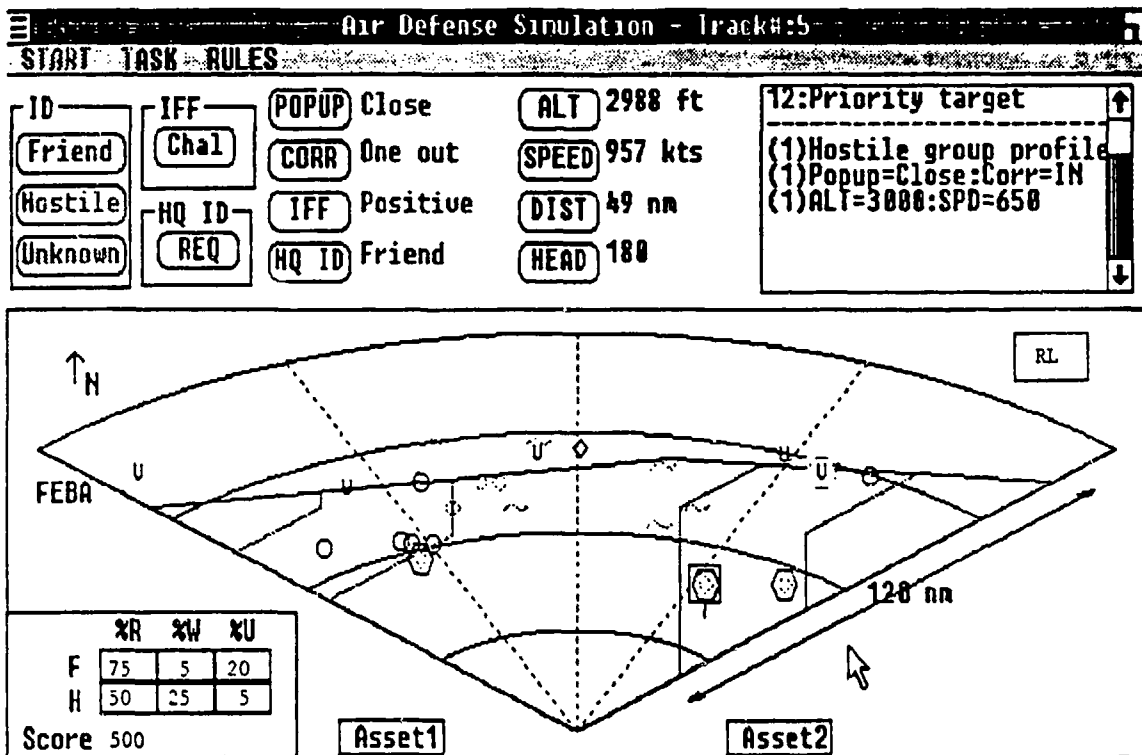 Air Defense Simulation - Track#:5
START TASK RULES
ID
Friend
Hostile
Unknown
IFF
Chal
HQ ID
REQ
POPUP Close
CORR One out
IFF Positive
HQ ID Friend
ALT 2988 ft
SPEED 957 kts
DIST 49 nm
HEAD 180
12:Priority target
(1)Hostile group profile
(1)Popup=Close:Corr=IN
(1)ALT=3000:SPD=650
N
RL
U
U
U
U
U
FEBA
120 nm
%R %W %U
F 75 5 20
H 50 25 5
Score 500
Asset1
Asset2